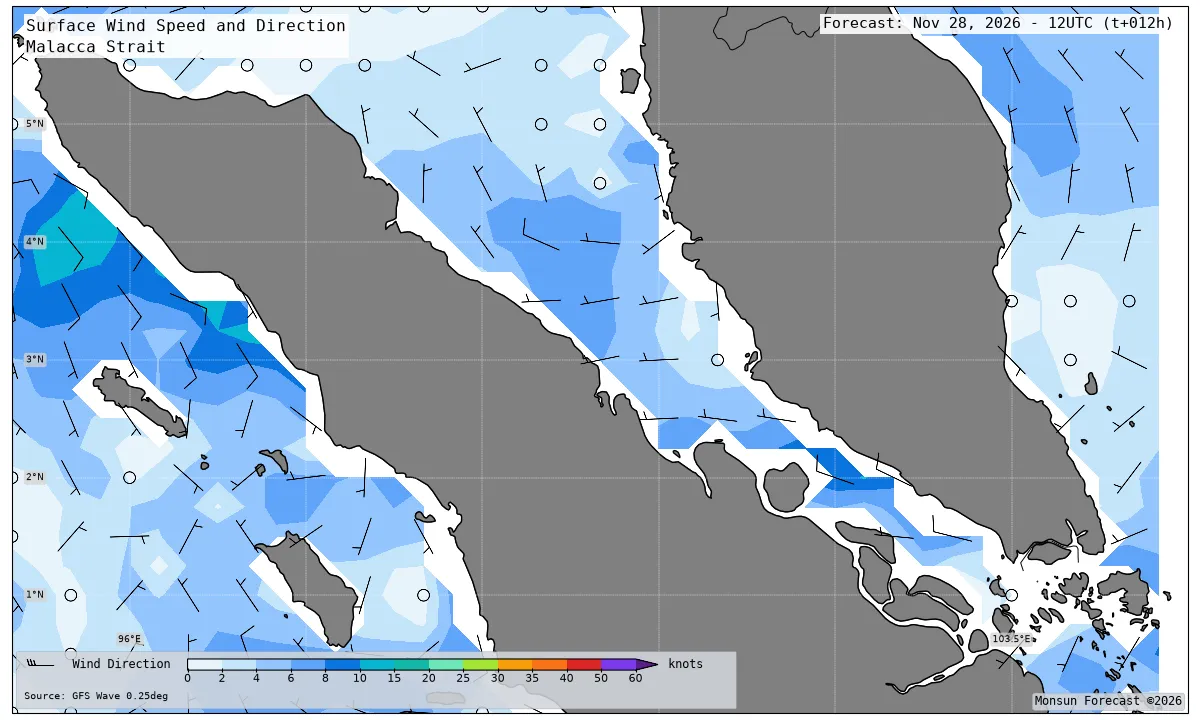 Surface Wind Speed and Direction
Malacca Strait
Forecast: Nov 28, 2026 - 12UTC (t+012h)
5°N
4°N
3°N
2°N
1°N
96°E
103.5°E
Wind Direction
0 2 4 6 8 10 15 20 25 30 35 40 50 60
knots
Source: GFS Wave 0.25deg
Monsun Forecast ©2026